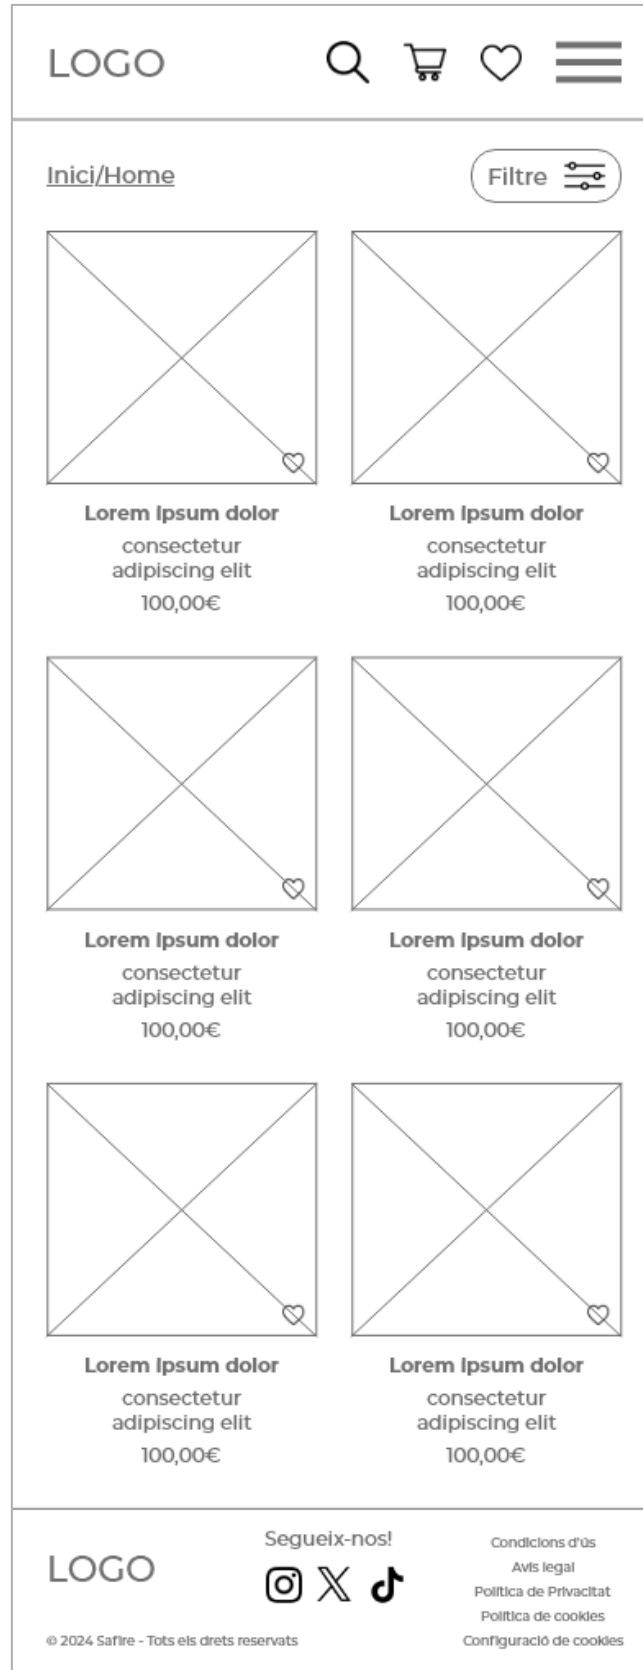 LOGO
Inici/Home
Filtre
Lorem Ipsum dolor
consectetur
adipiscing elit
100,00€
Lorem Ipsum dolor
consectetur
adipiscing elit
100,00€
Lorem Ipsum dolor
consectetur
adipiscing elit
100,00€
Lorem Ipsum dolor
consectetur
adipiscing elit
100,00€
Lorem Ipsum dolor
consectetur
adipiscing elit
100,00€
Lorem Ipsum dolor
consectetur
adipiscing elit
100,00€
LOGO
© 2024 Safire - Tots els drets reservats
Segueix-nos!
Condicions d'ús
Avís legal
Política de Privacitat
Política de cookies
Configuració de cookies